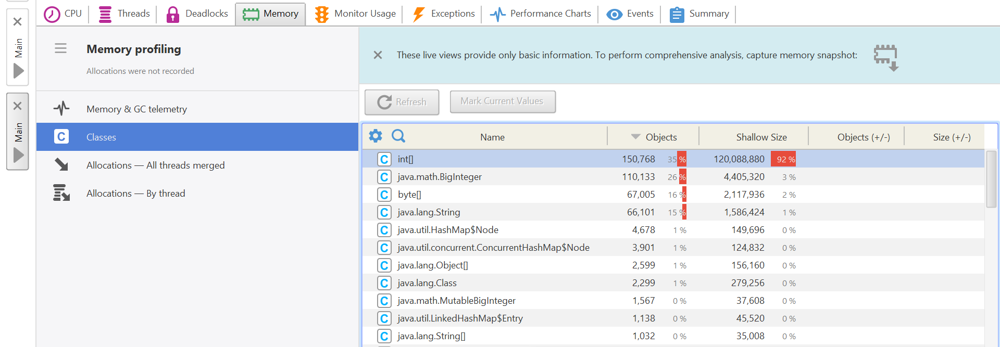 CPU Threads Deadlocks Memory Monitor Usage Exceptions Performance Charts Events Summary
Main
Main
Memory profiling
Allocations were not recorded
Memory & GC telemetry
C Classes
Allocations — All threads merged
Allocations — By thread
These live views provide only basic information. To perform comprehensive analysis, capture memory snapshot:
Refresh Mark Current Values
Name Objects Shallow Size Objects (+/-) Size (+/-)
C int[] 150,768 35 % 120,088,880 92 %
C java.math.BigInteger 110,133 26 % 4,405,320 3 %
C byte[] 67,005 16 % 2,117,936 2 %
C java.lang.String 66,101 15 % 1,586,424 1 %
C java.util.HashMap$Node 4,678 1 % 149,696 0 %
C java.util.concurrent.ConcurrentHashMap$Node 3,901 1 % 124,832 0 %
C java.lang.Object[] 2,599 1 % 156,160 0 %
C java.lang.Class 2,299 1 % 279,256 0 %
C java.math.MutableBigInteger 1,567 0 % 37,608 0 %
C java.util.LinkedHashMap$Entry 1,138 0 % 45,520 0 %
C java.lang.String[] 1,032 0 % 35,008 0 %